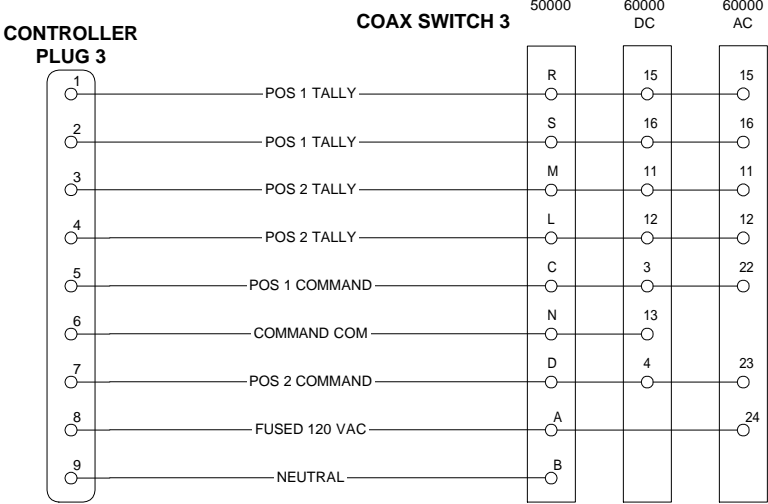 50000 60000 60000
COAX SWITCH 3 DC AC
CONTROLLER
PLUG 3
1 POS 1 TALLY R 15 15
2 POS 1 TALLY S 16 16
3 POS 2 TALLY M 11 11
4 POS 2 TALLY L 12 12
5 POS 1 COMMAND C 3 22
6 COMMAND COM N 13
7 POS 2 COMMAND D 4 23
8 FUSED 120 VAC A 24
9 NEUTRAL B